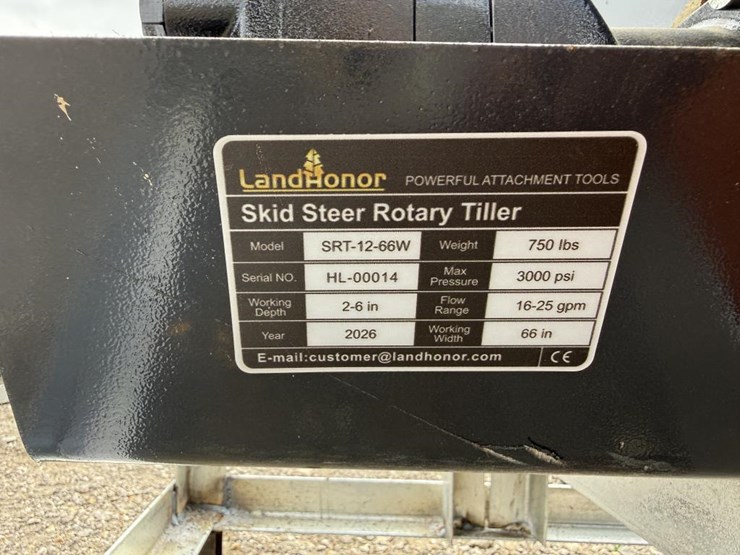 LandHonor POWERFUL ATTACHMENT TOOLS
Skid Steer Rotary Tiller
Model SRT-12-66W Weight 750 lbs
Serial NO. HL-00014 Max Pressure 3000 psi
Working Depth 2-6 in Flow Range 16-25 gpm
Year 2026 Working Width 66 in
E-mail:customer@landhonor.com CE